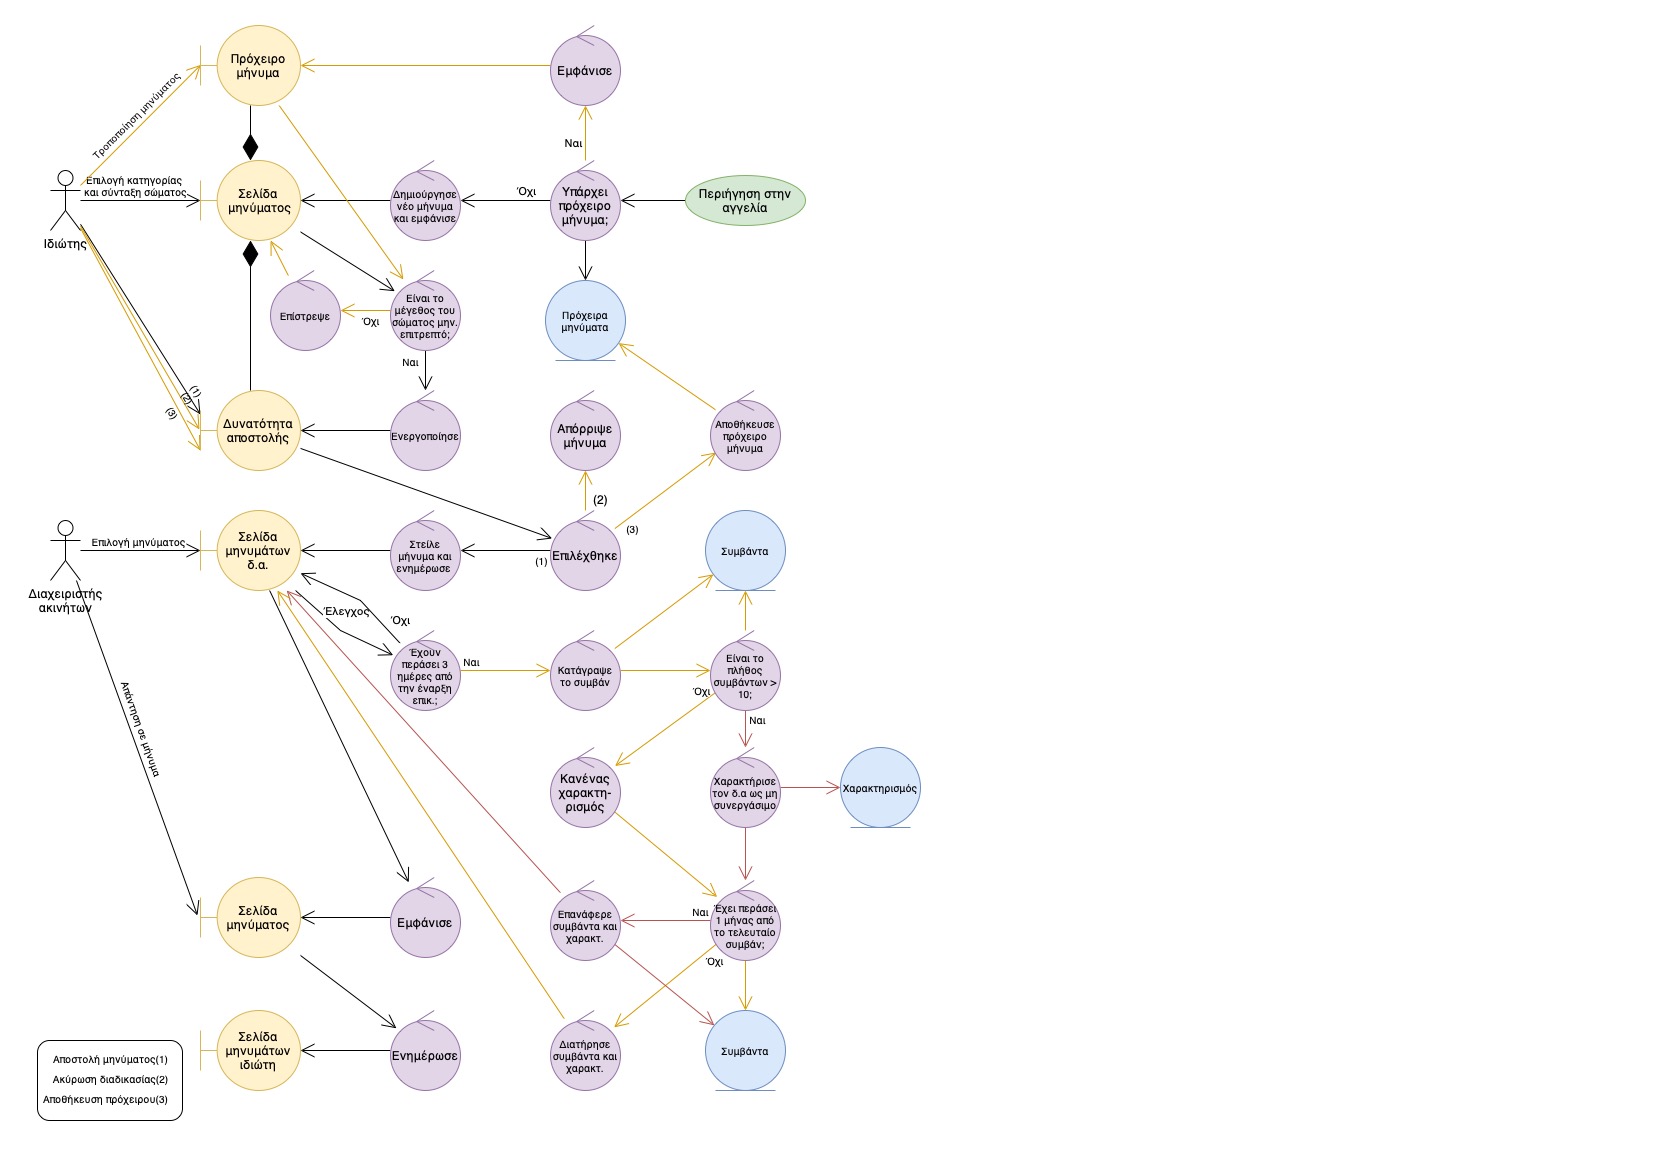 Πρόχειρο
μήνυμα
Εμφάνισε
Τροποποίηση μηνύματος
Ναι
Επιλογή κατηγορίας
και σύνταξη σώματος
Σελίδα
μηνύματος
Δημιούργησε
νέο μήνυμα
και εμφάνισε
Όχι
Υπάρχει
πρόχειρο
μήνυμα;
Περιήγηση στην
αγγελία
Ιδιώτης
Επίστρεψε
Όχι
Είναι το
μέγεθος του
σώματος μην.
επιτρεπτό;
Πρόχειρα
μηνύματα
Ναι
(1)
(2)
(3)
Δυνατότητα
αποστολής
Ενεργοποίησε
Απόρριψε
μήνυμα
Αποθήκευσε
πρόχειρο
μήνυμα
(2)
(3)
Επιλογή μηνύματος
Σελίδα
μηνυμάτων
δ.α.
Στείλε
μήνυμα και
ενημέρωσε
(1)
Επιλέχθηκε
Συμβάντα
Διαχειριστής
ακινήτων
Έλεγχος
Όχι
Έχουν
περάσει 3
ημέρες από
την έναρξη
επικ.;
Ναι
Κατάγραψε
το συμβάν
Είναι το
πλήθος
συμβάντων >
10;
Όχι
Ναι
Απάντηση σε μήνυμα
Κανένας
χαρακτη-
ρισμός
Χαρακτήρισε
τον δ.α ως μη
συνεργάσιμο
Χαρακτηρισμός
Σελίδα
μηνύματος
Εμφάνισε
Επανάφερε
συμβάντα και
χαρακτ.
Ναι
Έχει περάσει
1 μήνας από
το τελευταίο
συμβάν;
Όχι
Σελίδα
μηνυμάτων
ιδιώτη
Ενημέρωσε
Διατήρησε
συμβάντα και
χαρακτ.
Συμβάντα
Αποστολή μηνύματος(1)
Ακύρωση διαδικασίας(2)
Αποθήκευση πρόχειρου(3)